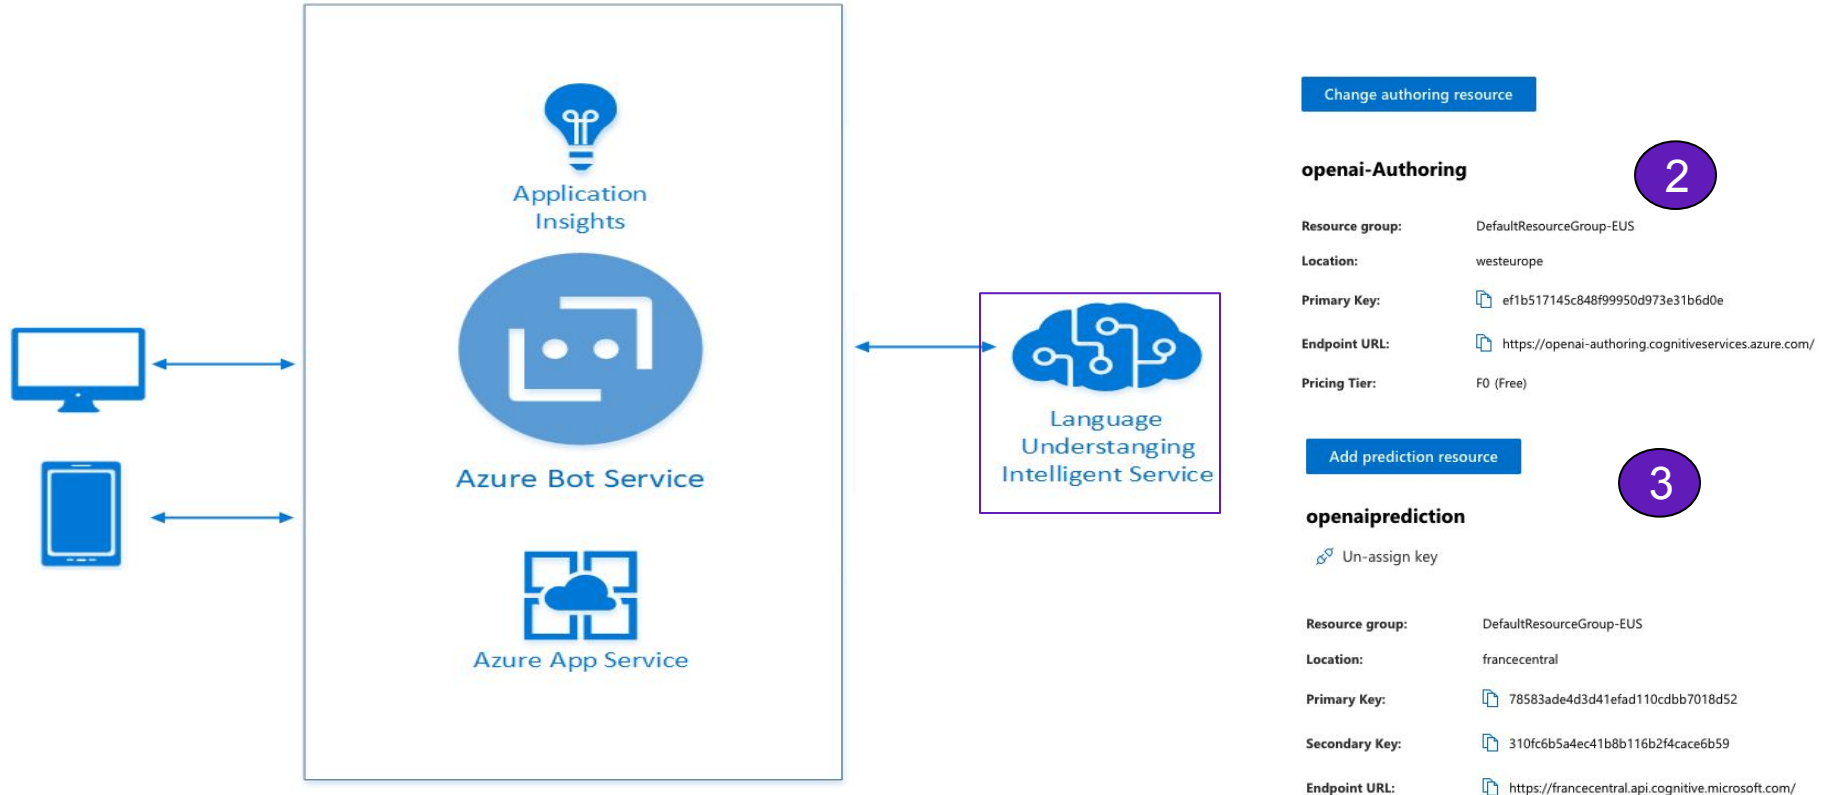 Application
Insights
Azure Bot Service
Azure App Service
Language
Understanging
Intelligent Service
Change authoring resource
openai-Authoring
2
Resource group: DefaultResourceGroup-EUS
Location: westeurope
Primary Key: ef1b517145c848f99950d973e31b6d0e
Endpoint URL: https://openai-authoring.cognitiveservices.azure.com/
Pricing Tier: F0 (Free)
Add prediction resource
3
openaiprediction
Un-assign key
Resource group: DefaultResourceGroup-EUS
Location: francecentral
Primary Key: 78583ade4d3d41efad110cdbb7018d52
Secondary Key: 310fc6b5a4ec41b8b116b2f4cace6b59
Endpoint URL: https://francecentral.api.cognitive.microsoft.com/